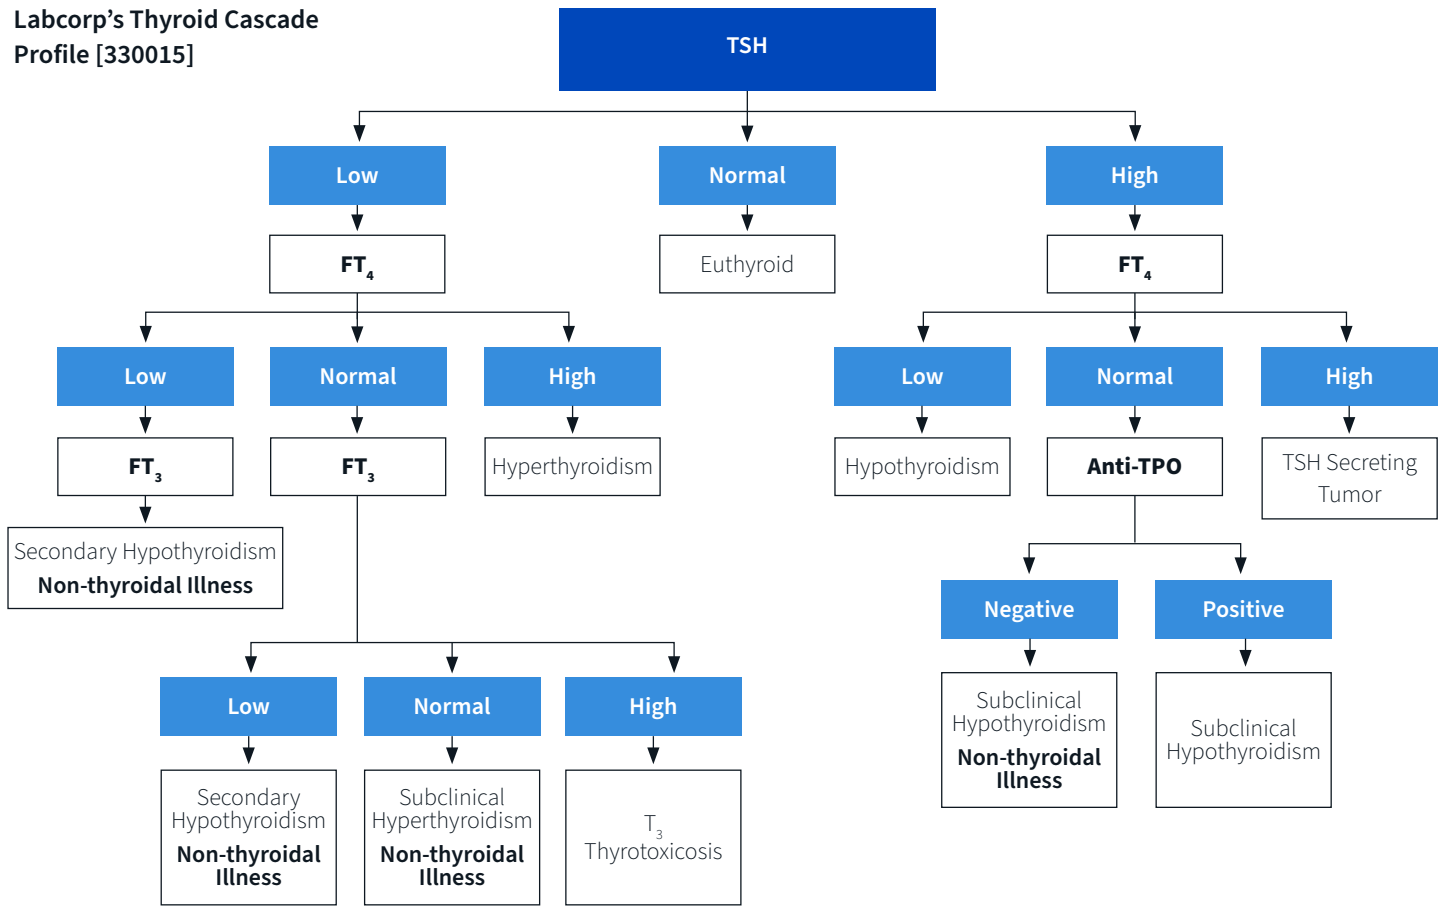 Labcorp’s Thyroid Cascade
Profile [330015]
TSH
Low
Normal
High
FT₄
Euthyroid
FT₄
Low
Normal
High
Low
Normal
High
FT₃
FT₃
Hyperthyroidism
Hypothyroidism
Anti-TPO
TSH Secreting
Tumor
Secondary Hypothyroidism
Non-thyroidal Illness
Negative
Positive
Subclinical
Hypothyroidism
Non-thyroidal
Illness
Subclinical
Hypothyroidism
Low
Normal
High
Secondary
Hypothyroidism
Non-thyroidal
Illness
Subclinical
Hyperthyroidism
Non-thyroidal
Illness
T₃
Thyrotoxicosis